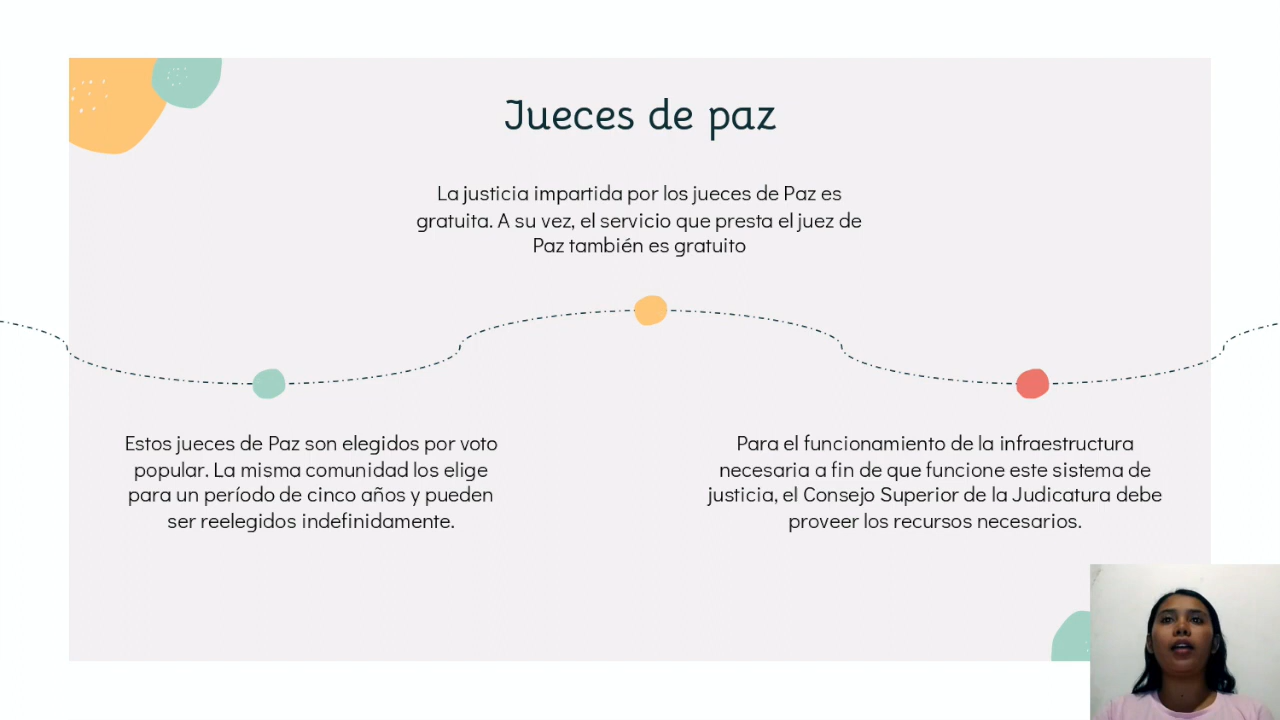 Jueces de paz
La justicia impartida por los jueces de Paz es
gratuita. A su vez, el servicio que presta el juez de
Paz también es gratuito
Estos jueces de Paz son elegidos por voto
popular. La misma comunidad los elige
para un período de cinco años y pueden
ser reelegidos indefinidamente.
Para el funcionamiento de la infraestructura
necesaria a fin de que funcione este sistema de
justicia, el Consejo Superior de la Judicatura debe
proveer los recursos necesarios.